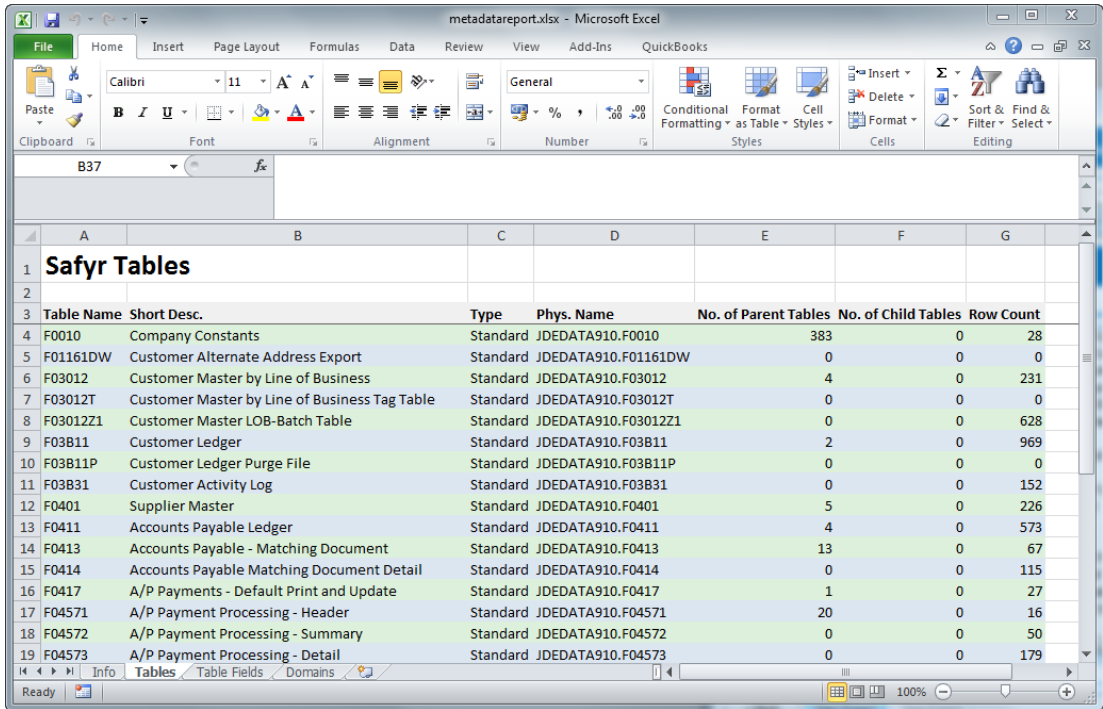 metadatareport.xlsx - Microsoft Excel
File Home Insert Page Layout Formulas Data Review View Add-Ins QuickBooks
Paste
Calibri 11 A A
B I U A
General
% ,
Conditional Formatting
Format as Table
Cell Styles
Insert
Delete
Format
Σ
Sort & Filter
Find & Select
Clipboard Font Alignment Number Styles Cells Editing
B37 fx
A B C D E F G
1 Safyr Tables
2
3 Table Name Short Desc. Type Phys. Name No. of Parent Tables No. of Child Tables Row Count
4 F0010 Company Constants Standard JDEDATA910.F0010 383 0 28
5 F01161DW Customer Alternate Address Export Standard JDEDATA910.F01161DW 0 0 0
6 F03012 Customer Master by Line of Business Standard JDEDATA910.F03012 4 0 231
7 F03012T Customer Master by Line of Business Tag Table Standard JDEDATA910.F03012T 0 0 0
8 F03012Z1 Customer Master LOB-Batch Table Standard JDEDATA910.F03012Z1 0 0 628
9 F03B11 Customer Ledger Standard JDEDATA910.F03B11 2 0 969
10 F03B11P Customer Ledger Purge File Standard JDEDATA910.F03B11P 0 0 0
11 F03B31 Customer Activity Log Standard JDEDATA910.F03B31 0 0 152
12 F0401 Supplier Master Standard JDEDATA910.F0401 5 0 226
13 F0411 Accounts Payable Ledger Standard JDEDATA910.F0411 4 0 573
14 F0413 Accounts Payable - Matching Document Standard JDEDATA910.F0413 13 0 67
15 F0414 Accounts Payable Matching Document Detail Standard JDEDATA910.F0414 0 0 115
16 F0417 A/P Payments - Default Print and Update Standard JDEDATA910.F0417 1 0 27
17 F04571 A/P Payment Processing - Header Standard JDEDATA910.F04571 20 0 16
18 F04572 A/P Payment Processing - Summary Standard JDEDATA910.F04572 0 0 50
19 F04573 A/P Payment Processing - Detail Standard JDEDATA910.F04573 0 0 179
Info Tables Table Fields Domains
Ready 100%